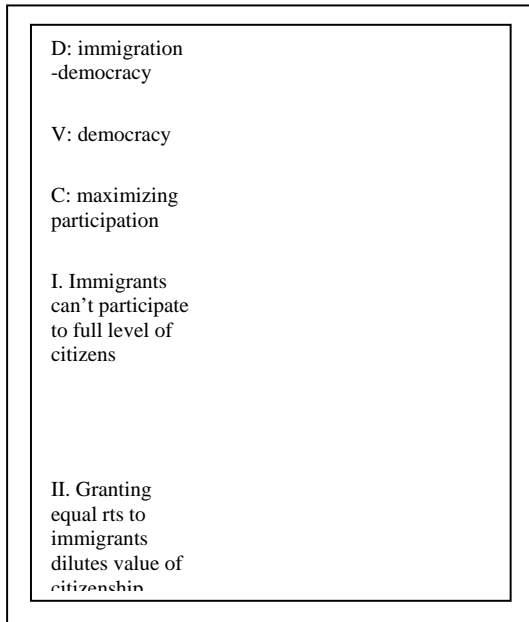 D: immigration
-democracy
V: democracy
C: maximizing
participation
I. Immigrants
can’t participate
to full level of
citizens
II. Granting
equal rts to
immigrants
dilutes value of
citizenship